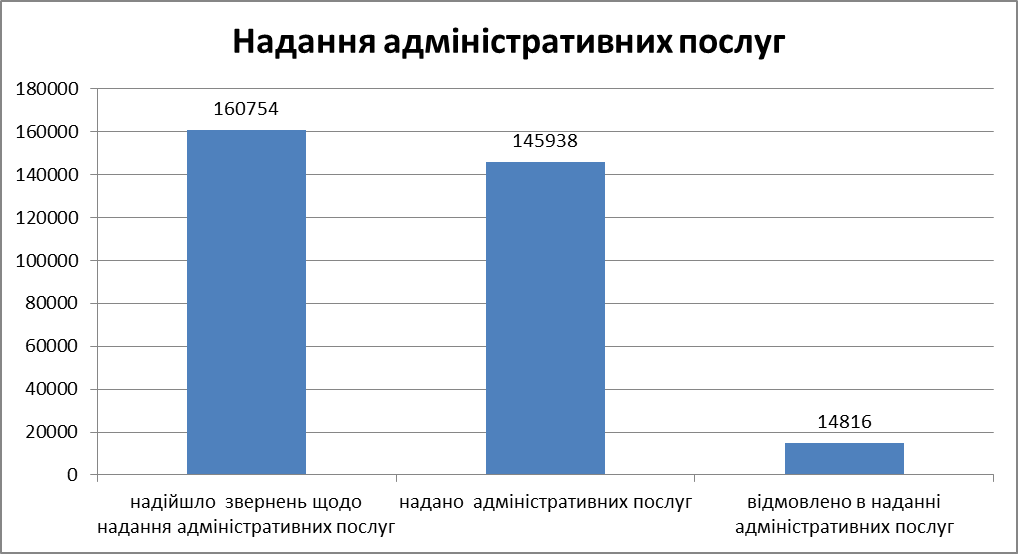 Надання адміністративних послуг
180000
160000
140000
120000
100000
80000
60000
40000
20000
0
160754
145938
14816
надійшло звернень щодо
надання адміністративних послуг
надано адміністративних послуг
відмовлено в наданні
адміністративних послуг